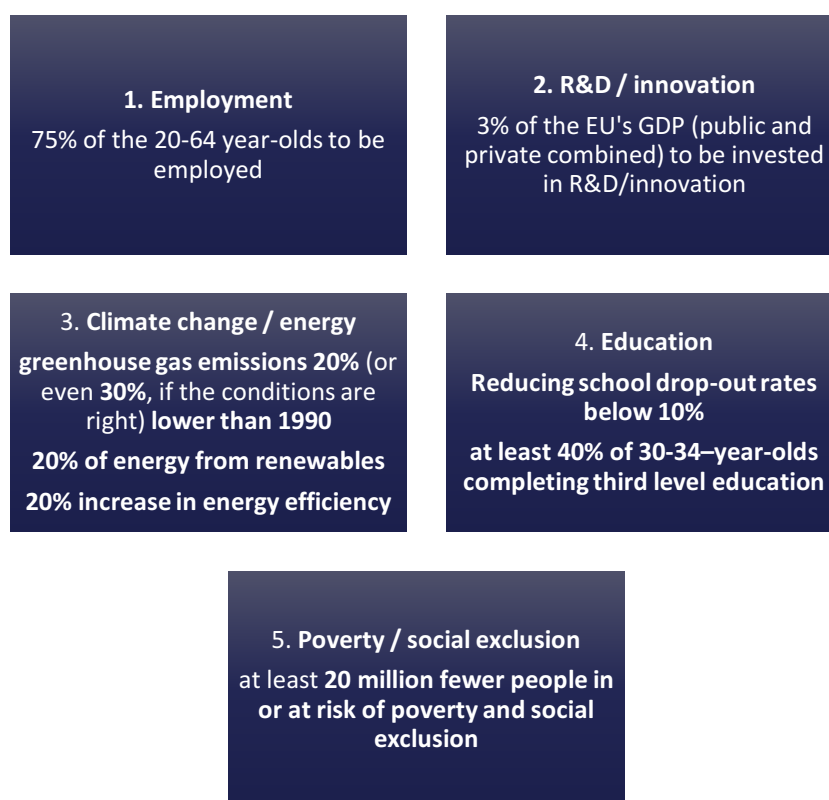 1. Employment
75% of the 20-64 year-olds to be
employed
2. R&D / innovation
3% of the EU's GDP (public and
private combined) to be invested
in R&D/innovation
3. Climate change / energy
greenhouse gas emissions 20% (or
even 30%, if the conditions are
right) lower than 1990
20% of energy from renewables
20% increase in energy efficiency
4. Education
Reducing school drop-out rates
below 10%
at least 40% of 30-34–year-olds
completing third level education
5. Poverty / social exclusion
at least 20 million fewer people in
or at risk of poverty and social
exclusion